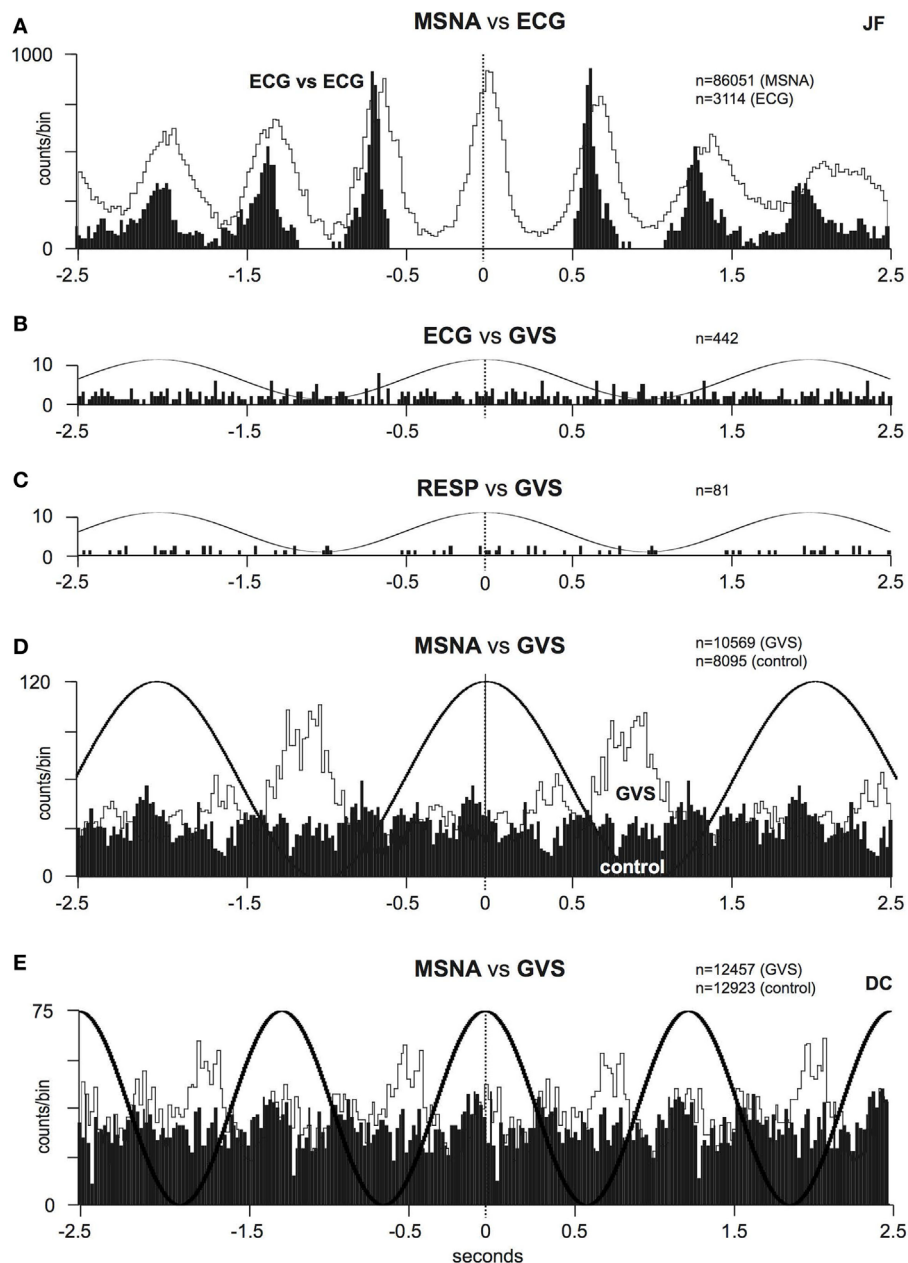 A
MSNA vs ECG
JF
1000
ECG vs ECG
n=86051 (MSNA)
n=3114 (ECG)
counts/bin
0
-2.5 -1.5 -0.5 0 0.5 1.5 2.5
B
ECG vs GVS
n=442
10
0
-2.5 -1.5 -0.5 0 0.5 1.5 2.5
C
RESP vs GVS
n=81
10
0
-2.5 -1.5 -0.5 0 0.5 1.5 2.5
D
MSNA vs GVS
n=10569 (GVS)
n=8095 (control)
120
counts/bin
GVS
control
0
-2.5 -1.5 -0.5 0 0.5 1.5 2.5
E
MSNA vs GVS
n=12457 (GVS)
n=12923 (control)
DC
75
counts/bin
0
-2.5 -1.5 -0.5 0 0.5 1.5 2.5
seconds